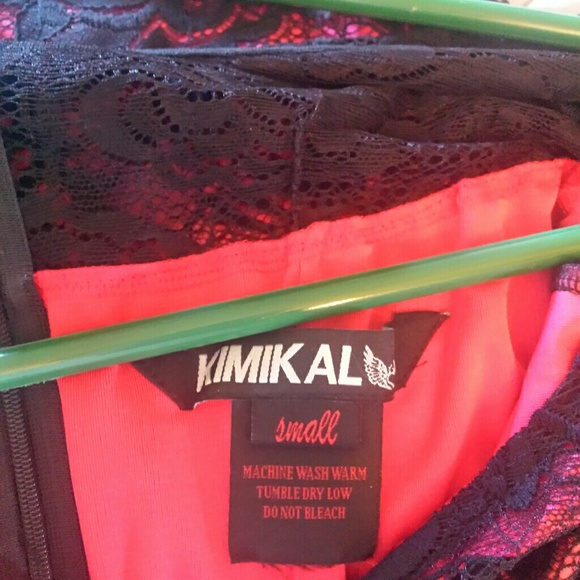 KIMIKAL
small
MACHINE WASH WARM
TUMBLE DRY LOW
DO NOT BLEACH